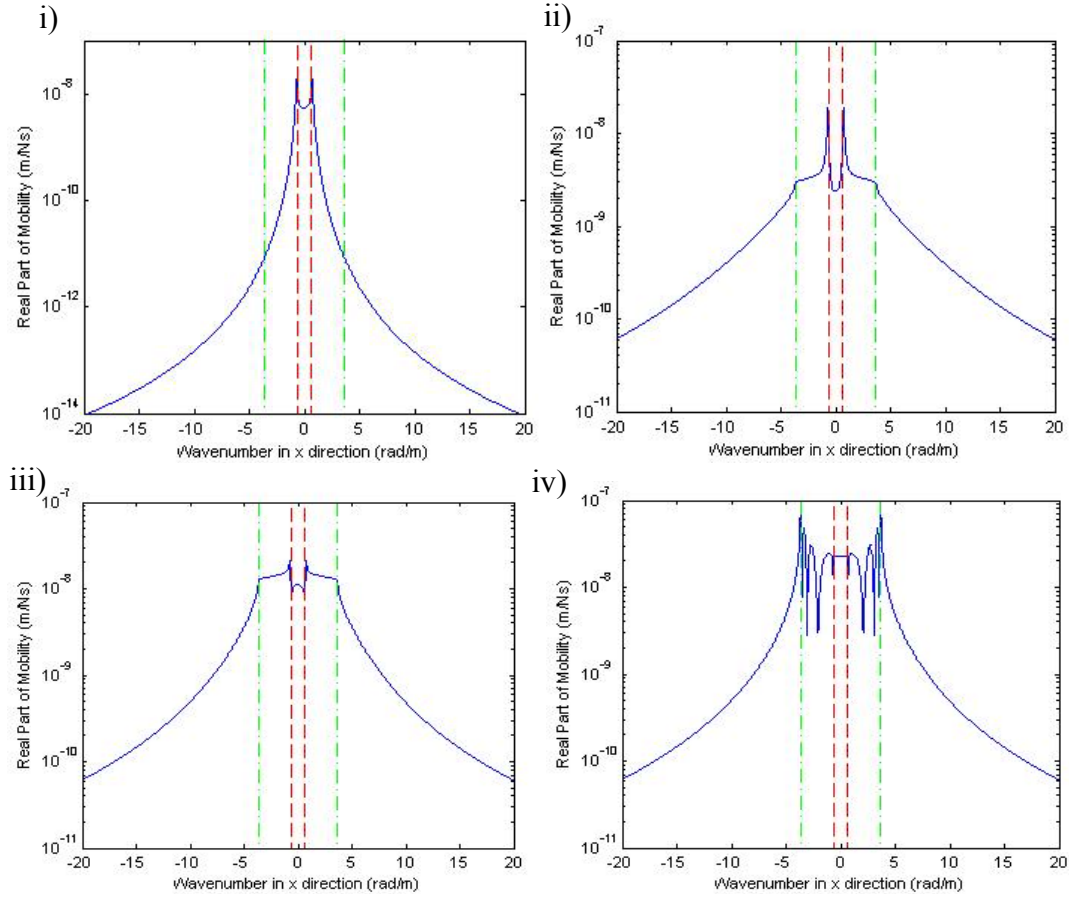 i)
Real Part of Mobility (m/Ns)
10⁻⁸
10⁻¹⁰
10⁻¹²
10⁻¹⁴
-20 -15 -10 -5 0 5 10 15 20
Wavenumber in x direction (rad/m)
ii)
Real Part of Mobility (m/Ns)
10⁻⁷
10⁻⁸
10⁻⁹
10⁻¹⁰
10⁻¹¹
-20 -15 -10 -5 0 5 10 15 20
Wavenumber in x direction (rad/m)
iii)
Real Part of Mobility (m/Ns)
10⁻⁷
10⁻⁸
10⁻⁹
10⁻¹⁰
10⁻¹¹
-20 -15 -10 -5 0 5 10 15 20
Wavenumber in x direction (rad/m)
iv)
Real Part of Mobility (m/Ns)
10⁻⁷
10⁻⁸
10⁻⁹
10⁻¹⁰
10⁻¹¹
-20 -15 -10 -5 0 5 10 15 20
Wavenumber in x direction (rad/m)